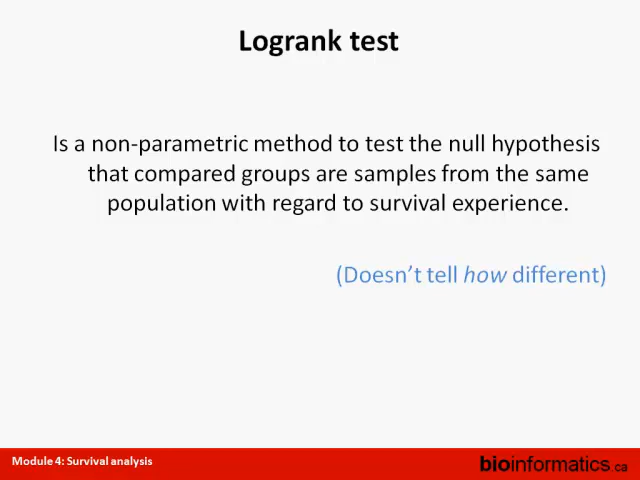 Logrank test
Is a non-parametric method to test the null hypothesis
that compared groups are samples from the same
population with regard to survival experience.
(Doesn’t tell how different)
Module 4: Survival analysis
bioinformatics.ca